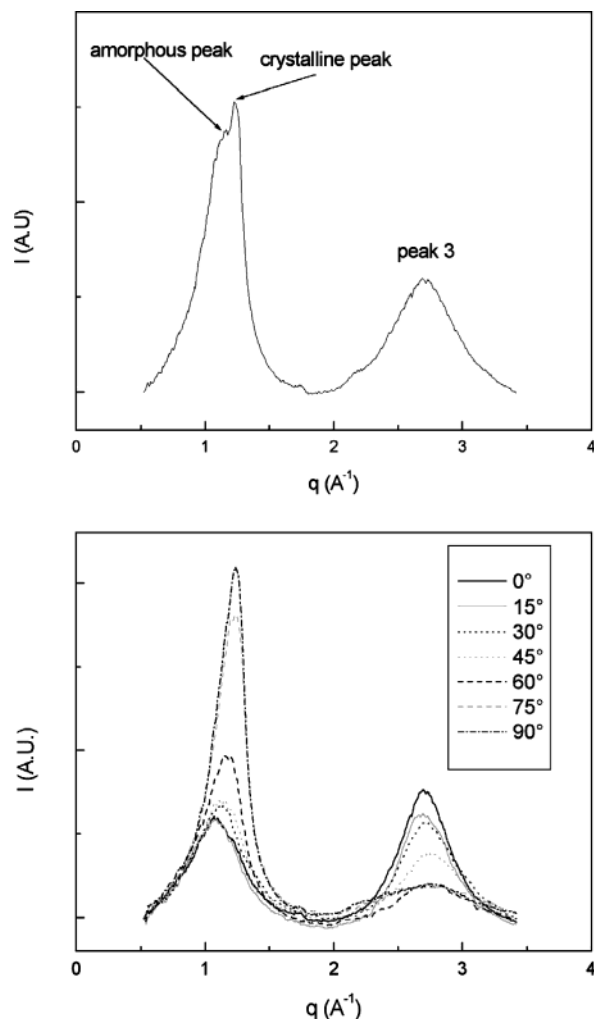 amorphous peak
crystalline peak
peak 3
I (A.U)
0 1 2 3 4
q (A⁻¹)
0°
15°
30°
45°
60°
75°
90°
I (A.U.)
0 1 2 3 4
q (A⁻¹)